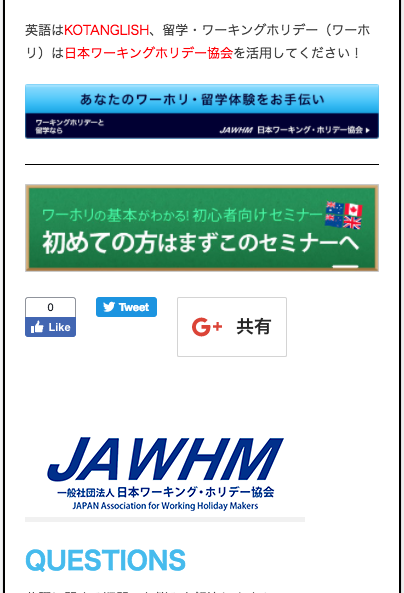 英語はKOTANGLISH、留学・ワーキングホリデー（ワーホ
リ）は日本ワーキングホリデー協会を活用してください！
あなたのワーホリ・留学体験をお手伝い
ワーキングホリデーと
留学なら
JAWHM 日本ワーキング・ホリデー協会
ワーホリの基本がわかる! 初心者向けセミナー
初めての方はまずこのセミナーへ
0
Like
Tweet
G+ 共有
JAWHM
一般社団法人 日本ワーキング・ホリデー協会
JAPAN Association for Working Holiday Makers
QUESTIONS